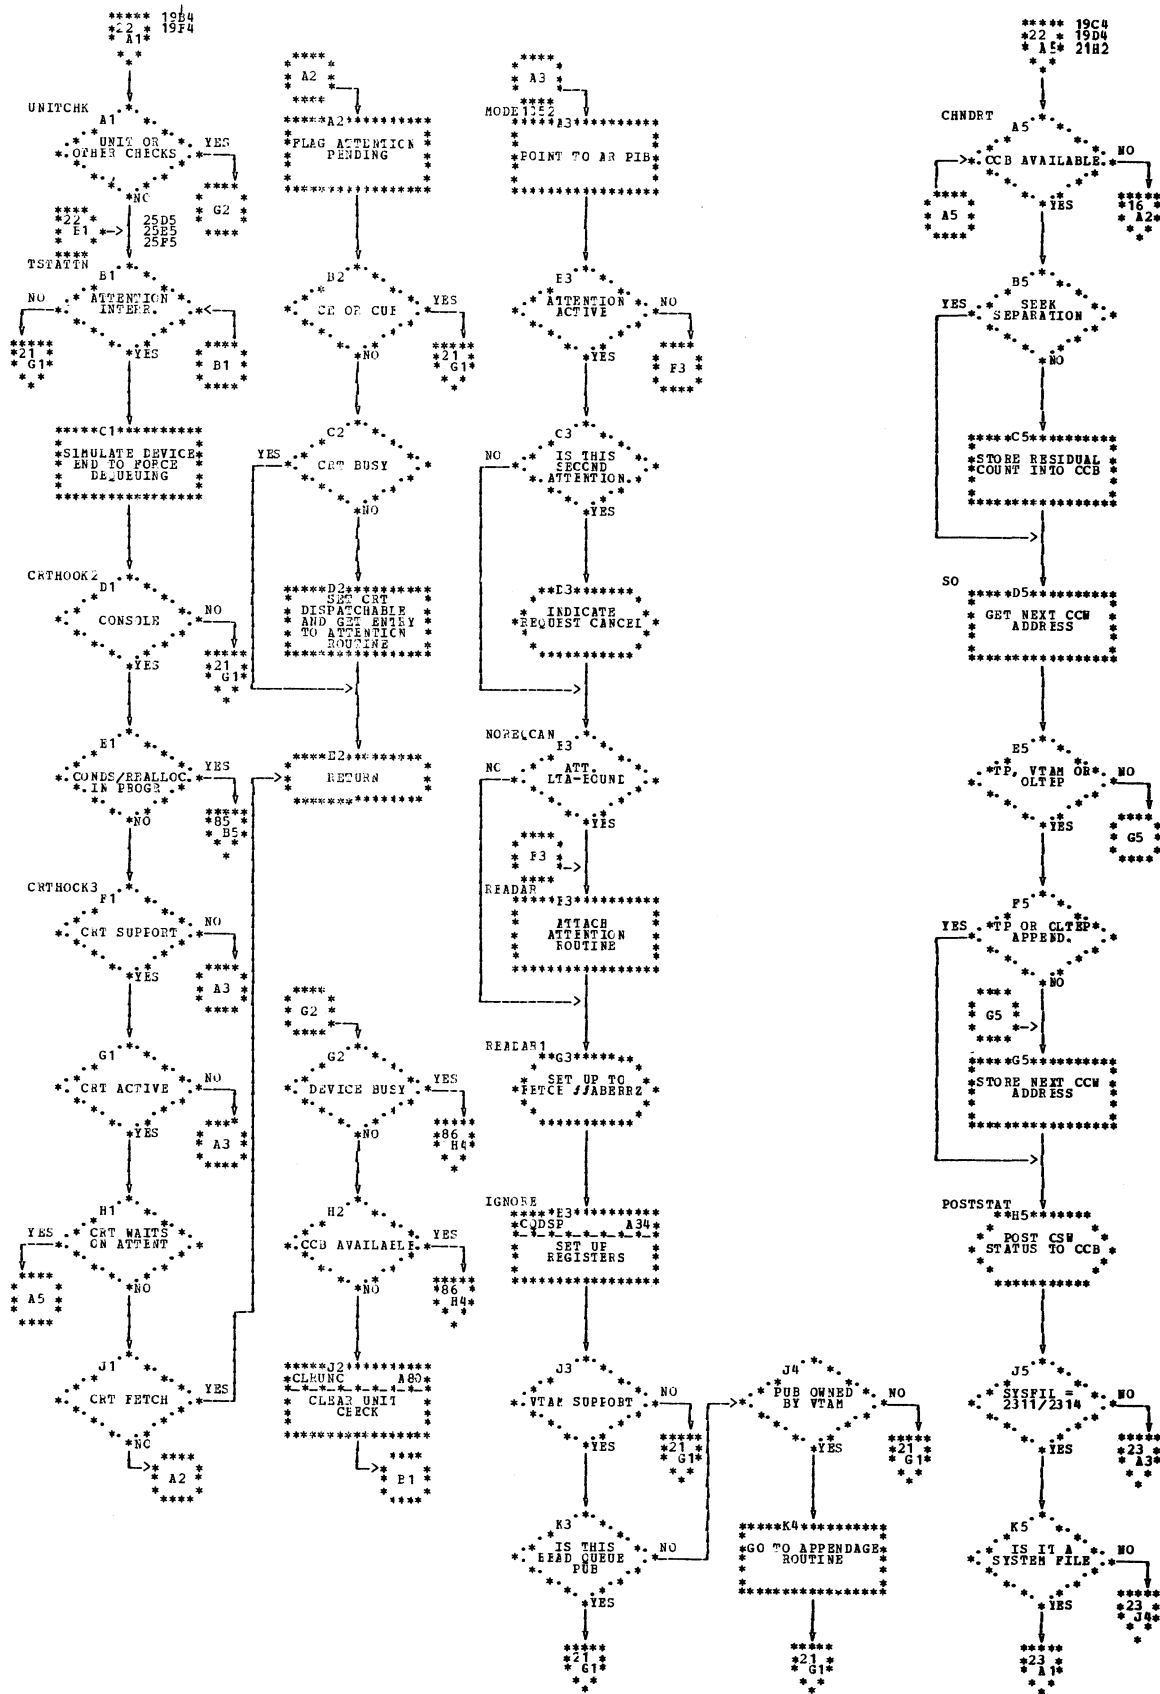 19B4
22 19F4
A1
UNITCHK
A1
UNIT OR
OTHER CHECKS
YES
NO
G2
22
E1
25D5
25E5
25F5
TSTATTN
B1
ATTENTION
INTERR.
NO
YES
21
G1
B1
C1
SIMULATE DEVICE
END TO FORCE
DEQUEUING
CRTHOOK2
D1
CONSOLE
NO
YES
21
G1
E1
CONDS/REALLOC
IN PROGR
YES
NO
85
B5
CRTHOCK3
F1
CRT SUPPORT
NO
YES
A3
G1
CRT ACTIVE
NO
YES
A3
H1
CRT WAITS
ON ATTENT
YES
NO
A5
J1
CRT FETCH
YES
NO
A2
A2
A2
FLAG ATTENTION
PENDING
B2
CE OR CUE
YES
NO
21
G1
C2
CRT BUSY
YES
NO
D2
SET CRT
DISPATCHABLE
AND GET ENTRY
TO ATTENTION
ROUTINE
E2
RETURN
G2
G2
DEVICE BUSY
YES
NO
86
H4
H2
CCB AVAILABLE
YES
NO
86
H4
J2
CLRUNC A80
CLEAR UNIT
CHECK
B1
A3
MODE1052
A3
POINT TO AR PIB
B3
ATTENTION
ACTIVE
NO
YES
F3
C3
IS THIS
SECOND
ATTENTION
NO
YES
D3
INDICATE
REQUEST CANCEL
NOREQCAN
E3
ATT.
LTA-BOUND
NO
YES
F3
READAR
F3
ATTACH
ATTENTION
ROUTINE
READAR1
G3
SET UP TO
FETCH //ABERRZ
IGNORE
H3
CQDSP A34
SET UP
REGISTERS
J3
VTAM SUPPORT
NO
YES
21
G1
K3
IS THIS
HEAD QUEUE
PUB
NO
YES
21
G1
J4
PUB OWNED
BY VTAM
NO
YES
21
G1
K4
GO TO APPENDAGE
ROUTINE
21
G1
19C4
22 19D4
A5 21H2
CHNDRT
A5
CCB AVAILABLE
NO
YES
A5
16
A2
B5
SEEK
SEPARATION
YES
NO
C5
STORE RESIDUAL
COUNT INTO CCB
SO
D5
GET NEXT CCW
ADDRESS
E5
TP, VTAM OR
OLTEP
NO
YES
G5
F5
TP OR CLTEP
APPEND.
YES
NO
G5
G5
STORE NEXT CCW
ADDRESS
POSTSTAT
H5
POST CSW
STATUS TO CCB
J5
SYSFIL =
2311/2314
NO
YES
23
A3
K5
IS IT A
SYSTEM FILE
NO
YES
23
J4
23
A1